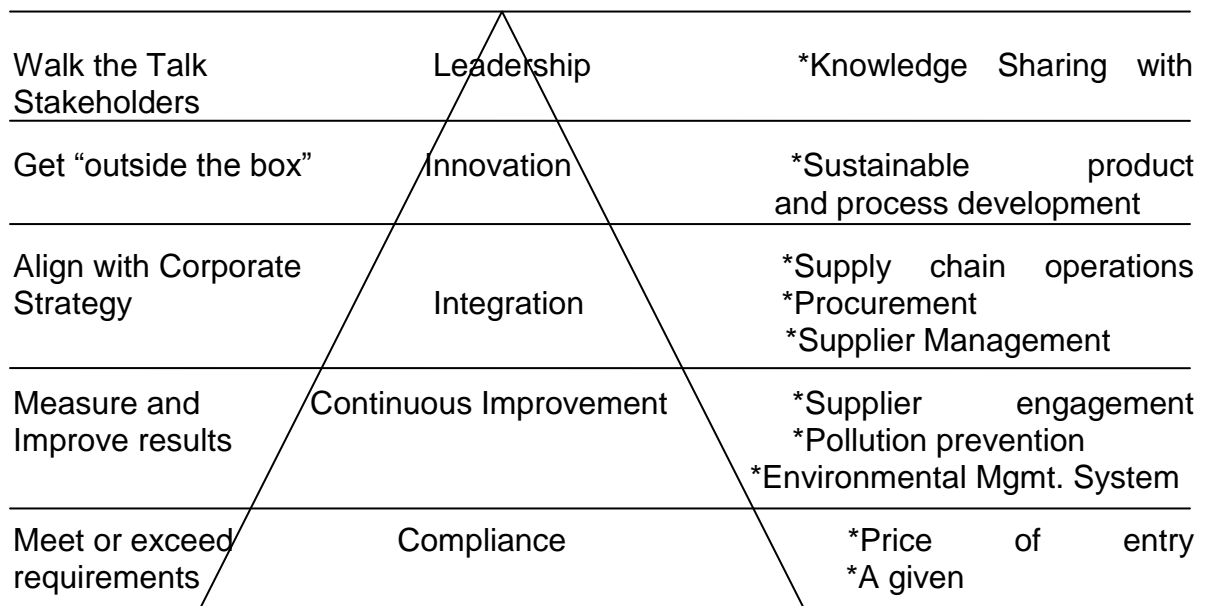 Walk the Talk Leadership *Knowledge Sharing with
Stakeholders
Get “outside the box” Innovation *Sustainable product
and process development
Align with Corporate *Supply chain operations
Strategy Integration *Procurement
*Supplier Management
Measure and Continuous Improvement *Supplier engagement
Improve results *Pollution prevention
*Environmental Mgmt. System
Meet or exceed Compliance *Price of entry
requirements *A given